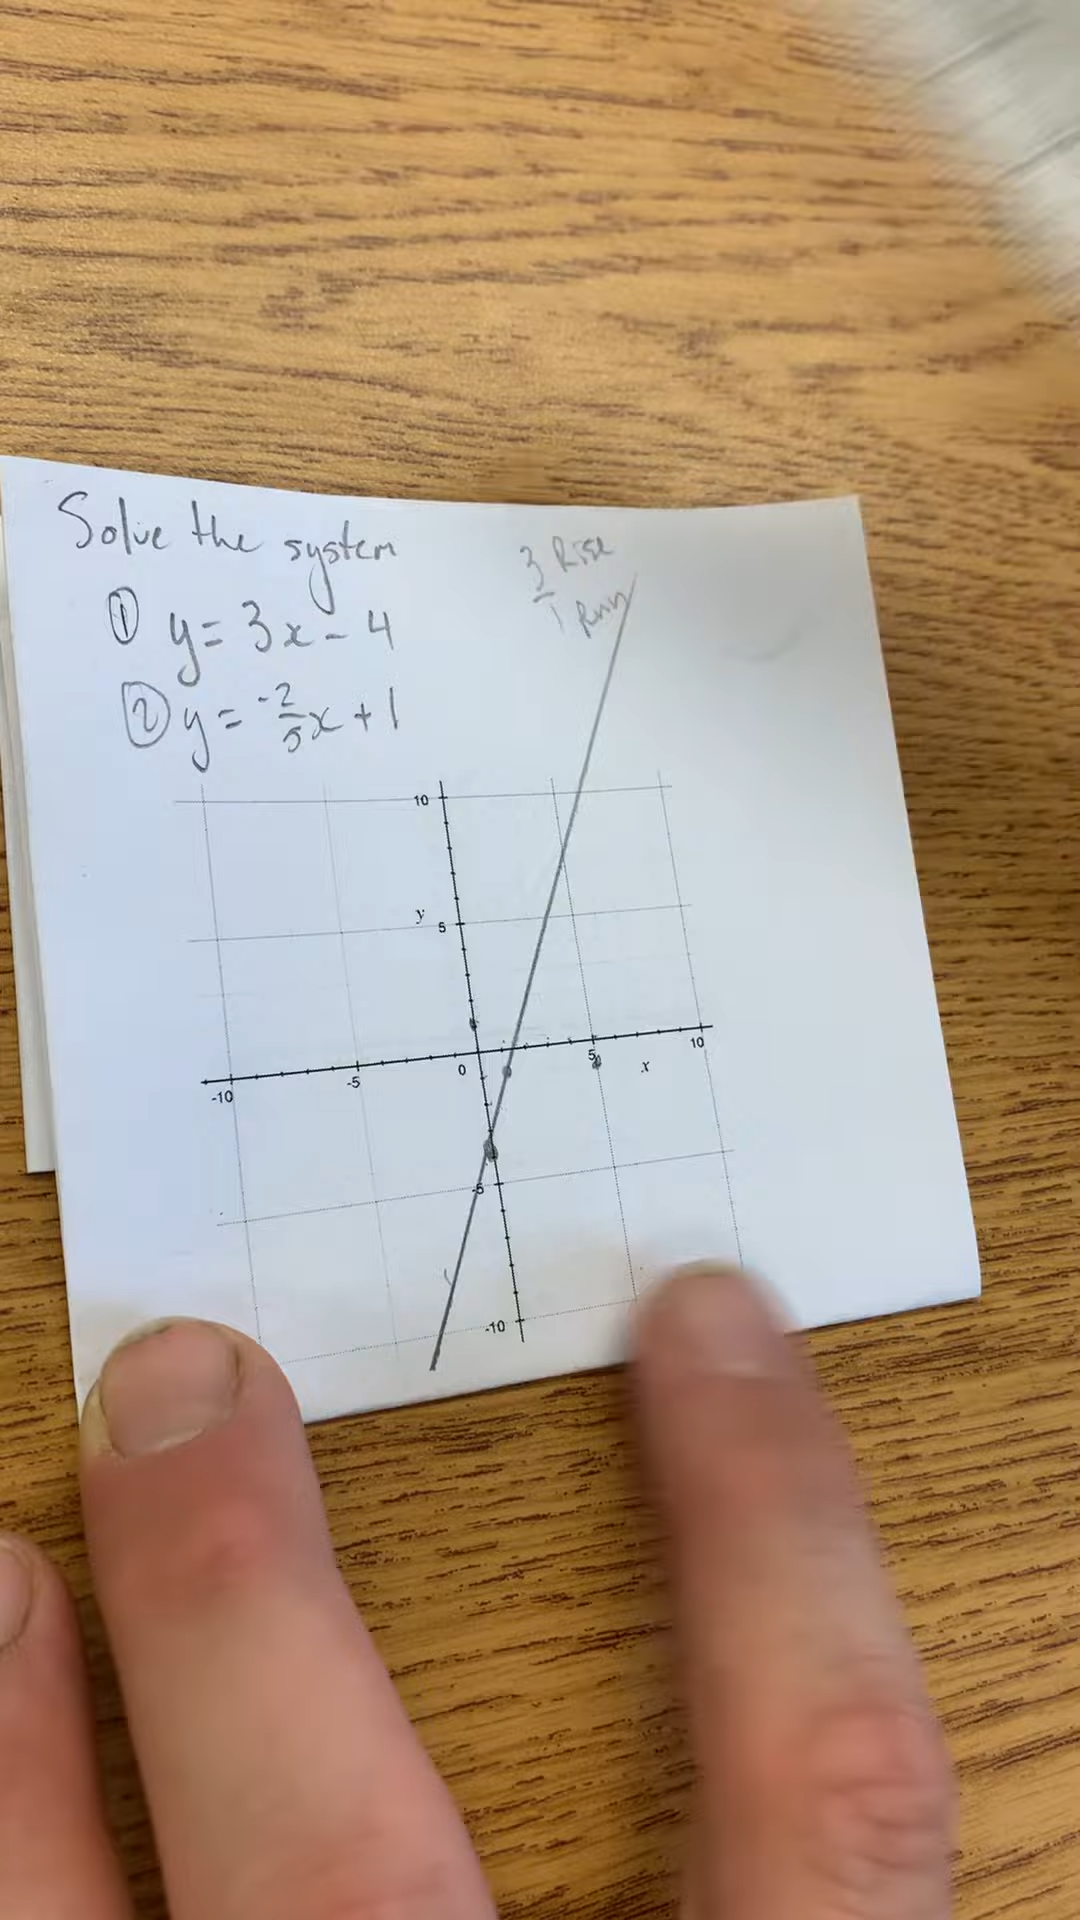 Solve the system
① y = 3x - 4
② y = -2/5 x + 1
3 Rise
1 Run
10
y
5
0
-10
-5
5
10
x
-5
-10